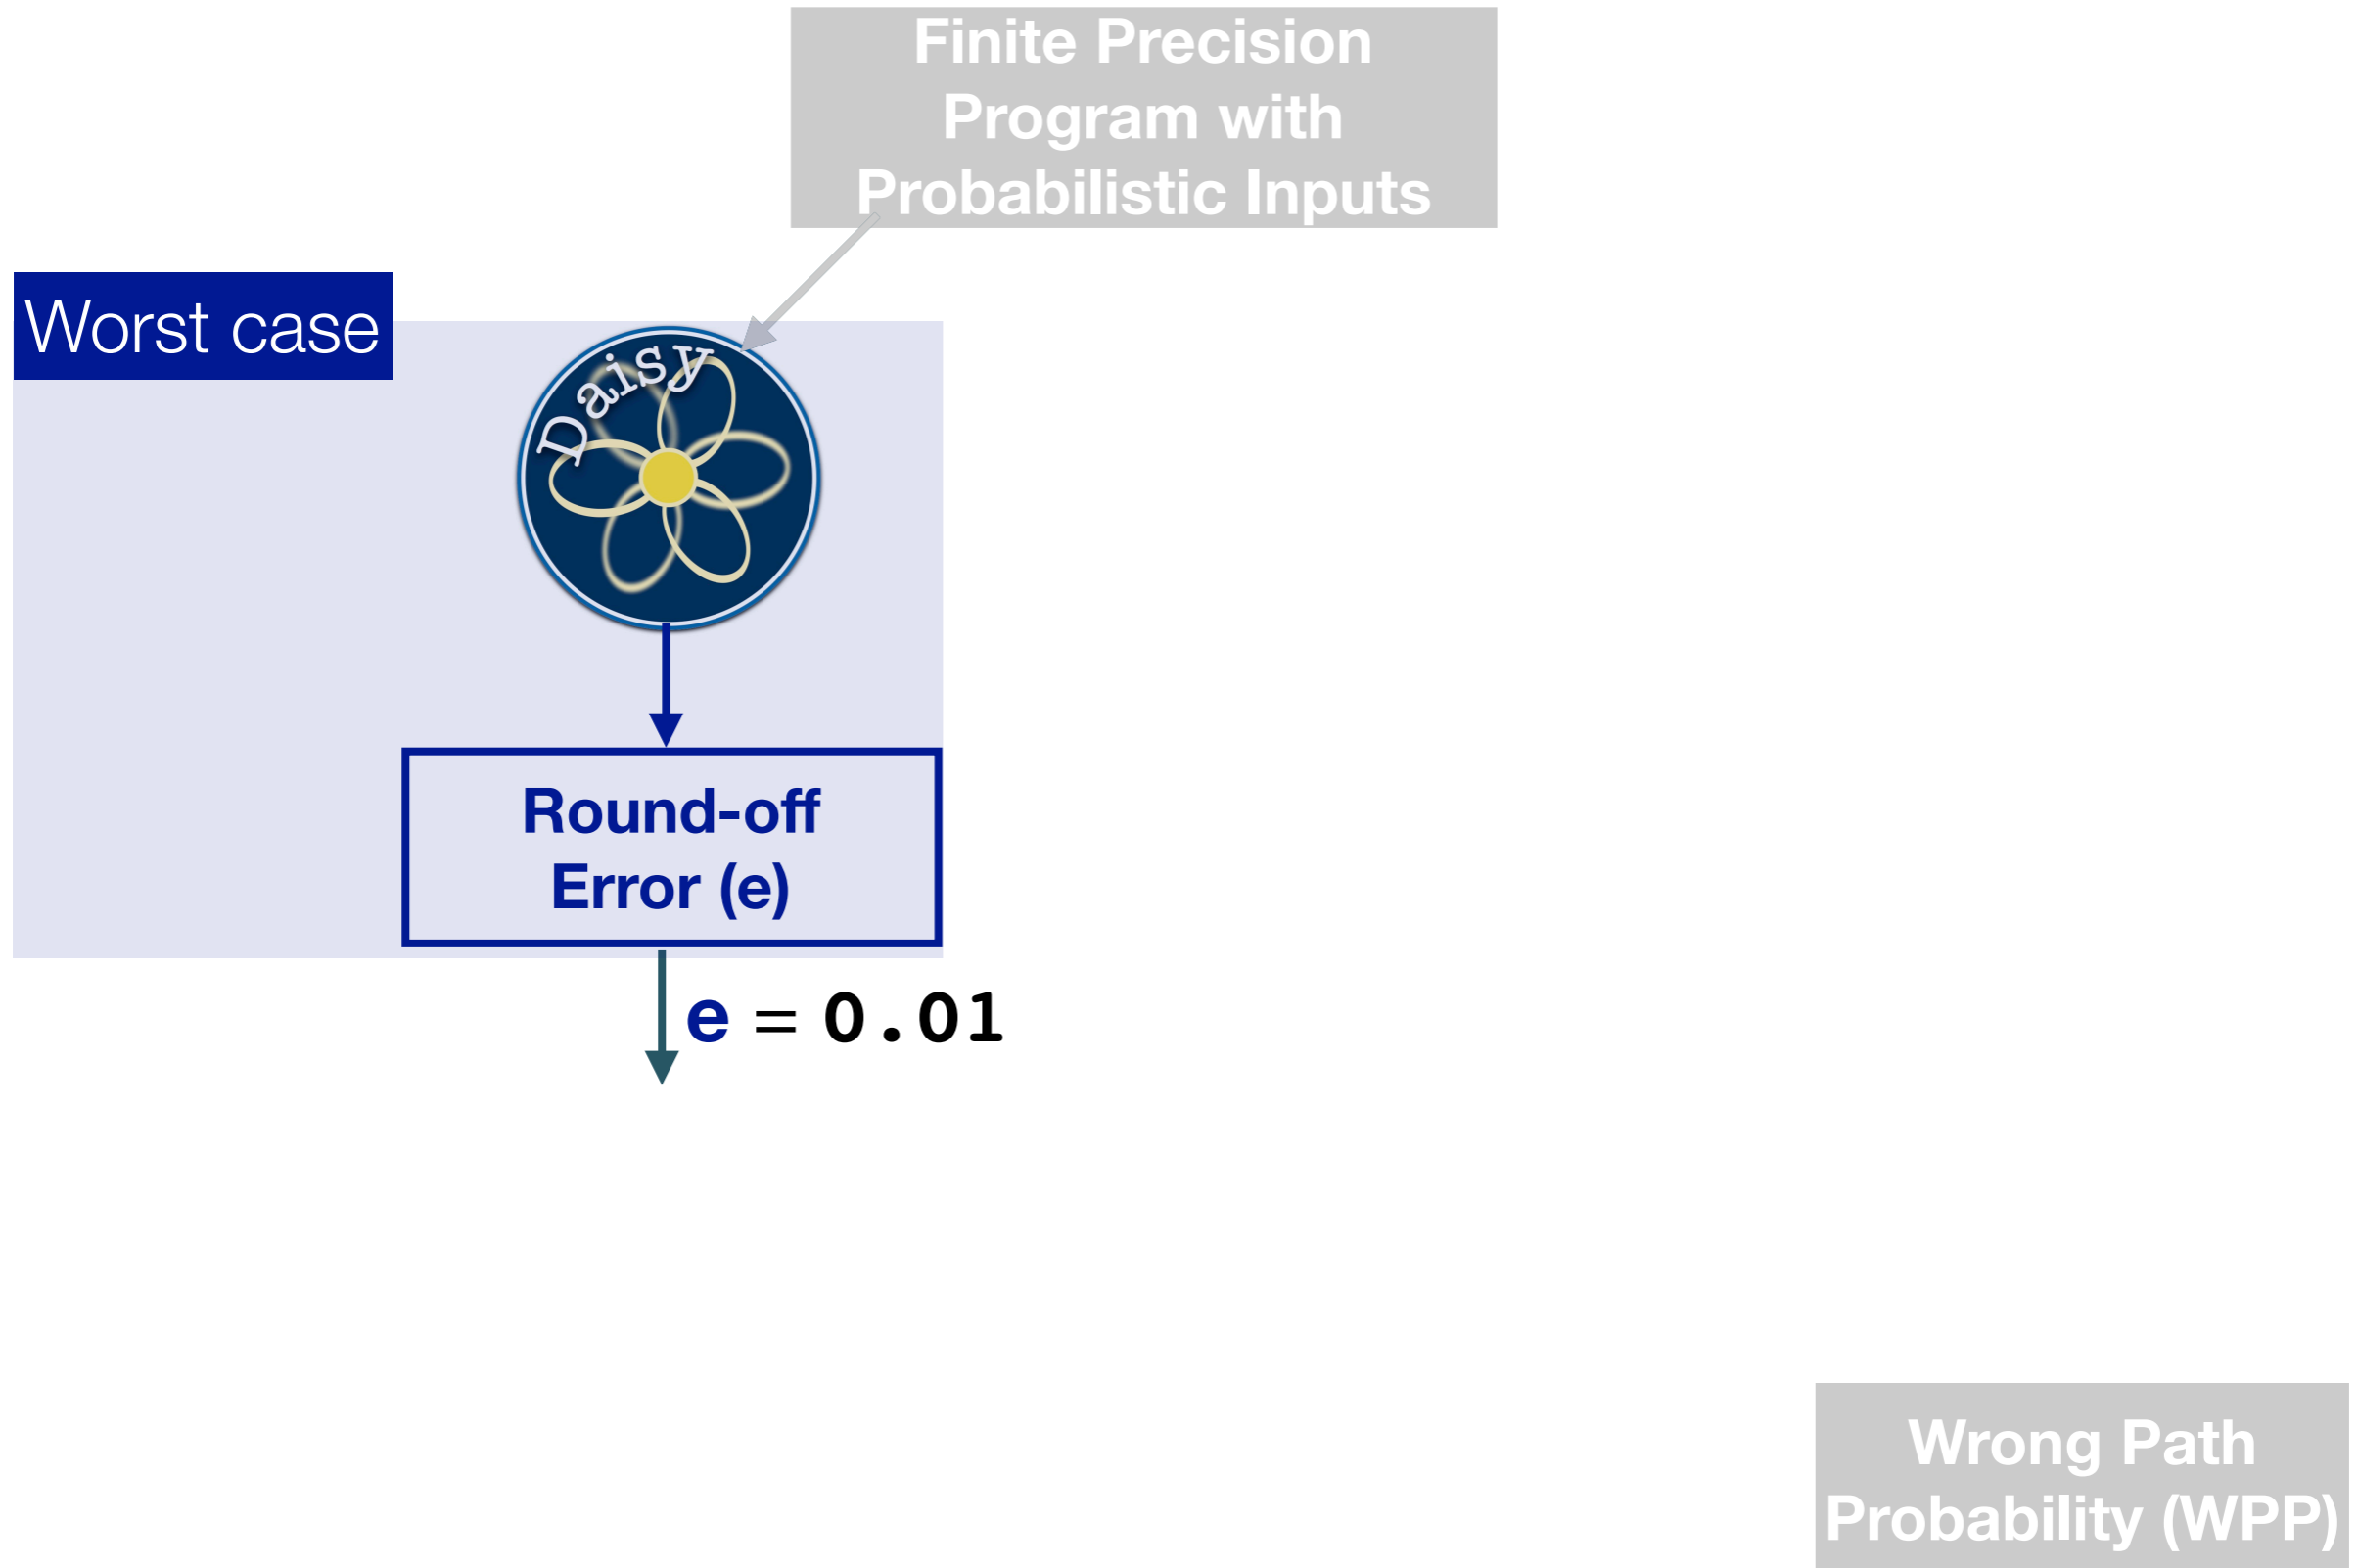 Finite Precision
Program with
Probabilistic Inputs
Worst case
Daisy
Round-off
Error (e)
e = 0.01
Wrong Path
Probability (WPP)